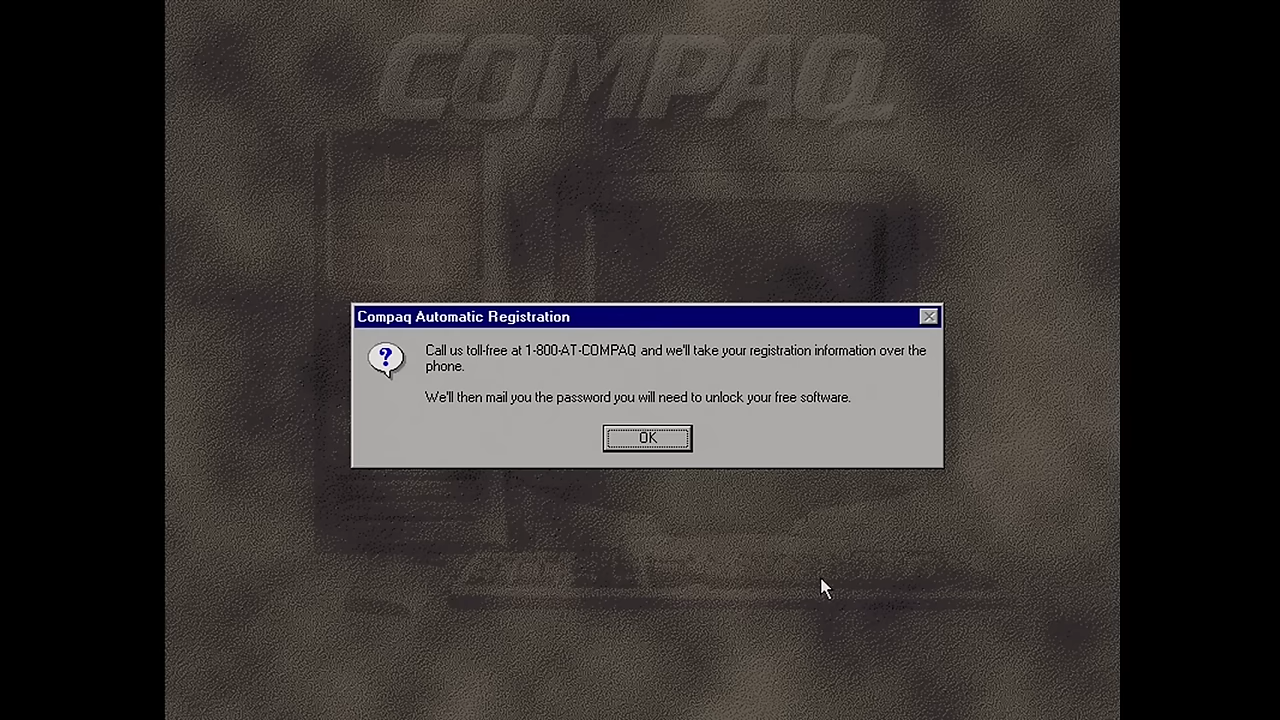 COMPAQ
Compaq Automatic Registration
?
Call us toll-free at 1-800-AT-COMPAQ and we'll take your registration information over the
phone.
We'll then mail you the password you will need to unlock your free software.
OK